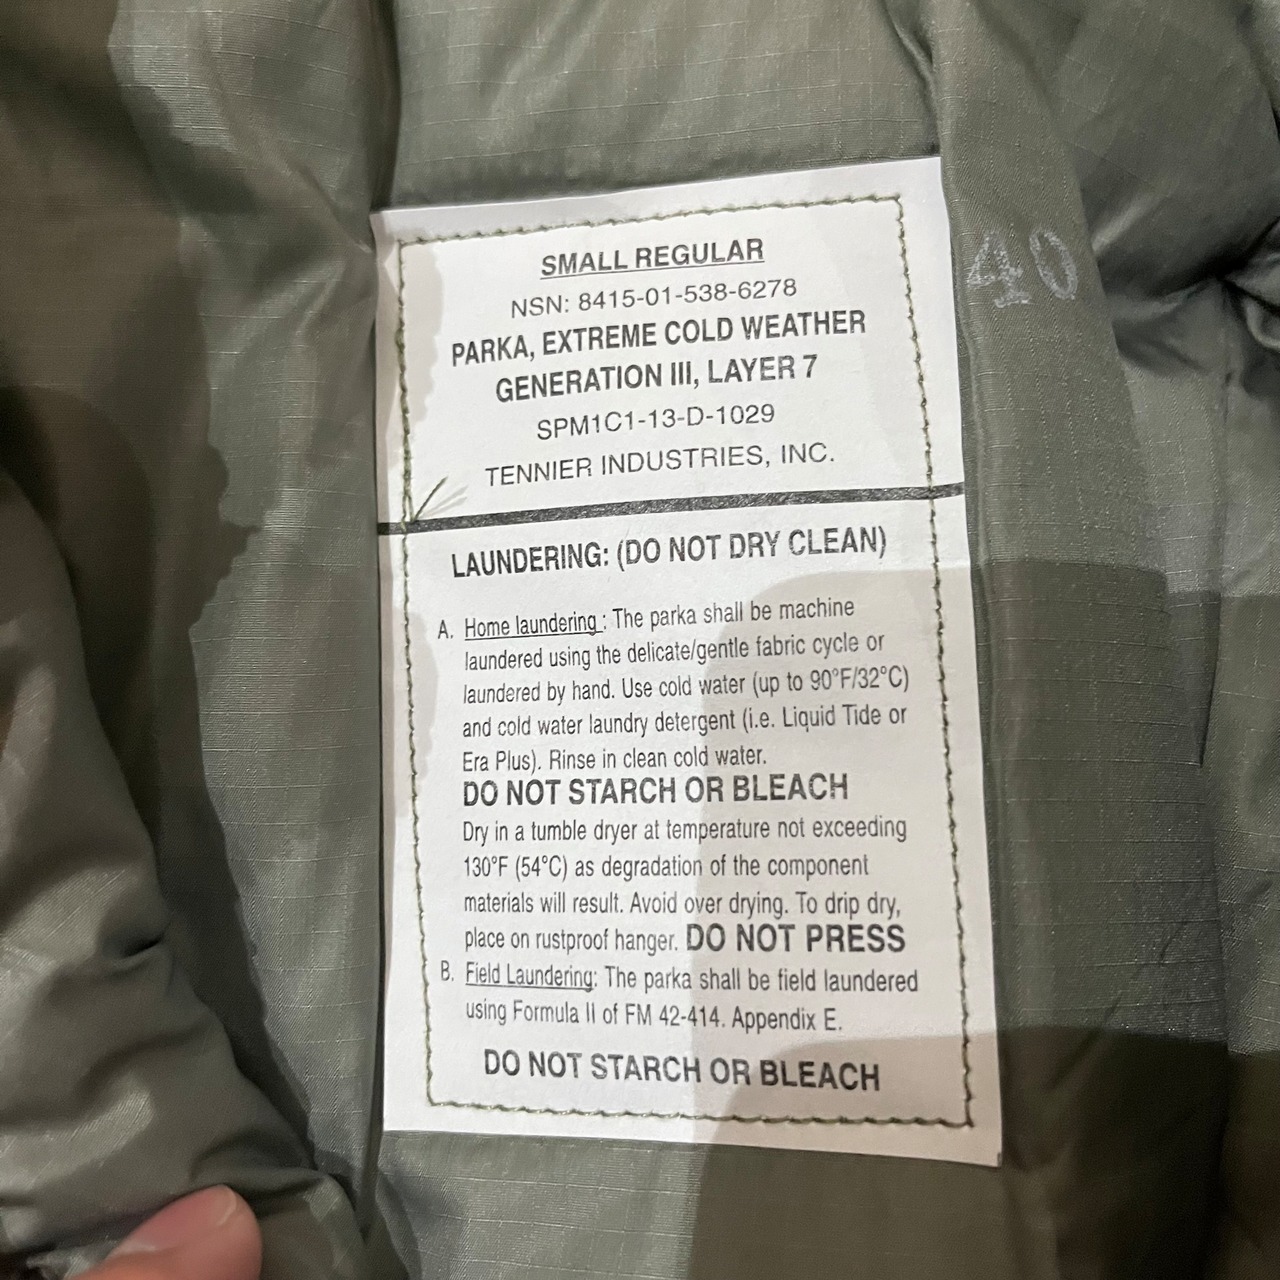 SMALL REGULAR
NSN: 8415-01-538-6278
PARKA, EXTREME COLD WEATHER
GENERATION III, LAYER 7
SPM1C1-13-D-1029
TENNIER INDUSTRIES, INC.
LAUNDERING: (DO NOT DRY CLEAN)
A. Home laundering : The parka shall be machine
laundered using the delicate/gentle fabric cycle or
laundered by hand. Use cold water (up to 90°F/32°C)
and cold water laundry detergent (i.e. Liquid Tide or
Era Plus). Rinse in clean cold water.
DO NOT STARCH OR BLEACH
Dry in a tumble dryer at temperature not exceeding
130°F (54°C) as degradation of the component
materials will result. Avoid over drying. To drip dry,
place on rustproof hanger. DO NOT PRESS
B. Field Laundering: The parka shall be field laundered
using Formula II of FM 42-414. Appendix E.
DO NOT STARCH OR BLEACH
40